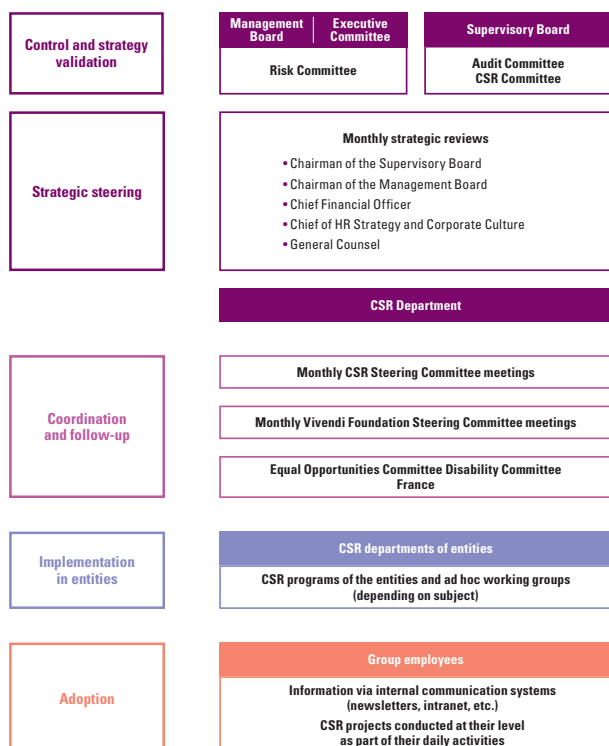 Control and strategy
validation
Management
Board
Executive
Committee
Risk Committee
Supervisory Board
Audit Committee
CSR Committee
Strategic steering
Monthly strategic reviews
• Chairman of the Supervisory Board
• Chairman of the Management Board
• Chief Financial Officer
• Chief of HR Strategy and Corporate Culture
• General Counsel
CSR Department
Coordination
and follow-up
Monthly CSR Steering Committee meetings
Monthly Vivendi Foundation Steering Committee meetings
Equal Opportunities Committee Disability Committee
France
Implementation
in entities
CSR departments of entities
CSR programs of the entities and ad hoc working groups
(depending on subject)
Adoption
Group employees
Information via internal communication systems
(newsletters, intranet, etc.)
CSR projects conducted at their level
as part of their daily activities